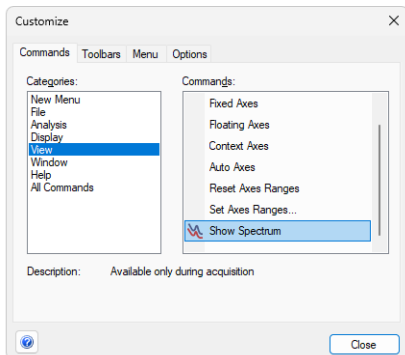 Customize
Commands Toolbars Menu Options
Categories:
New Menu
File
Analysis
Display
View
Window
Help
All Commands
Commands:
Fixed Axes
Floating Axes
Context Axes
Auto Axes
Reset Axes Ranges
Set Axes Ranges...
Show Spectrum
Description: Available only during acquisition
Close